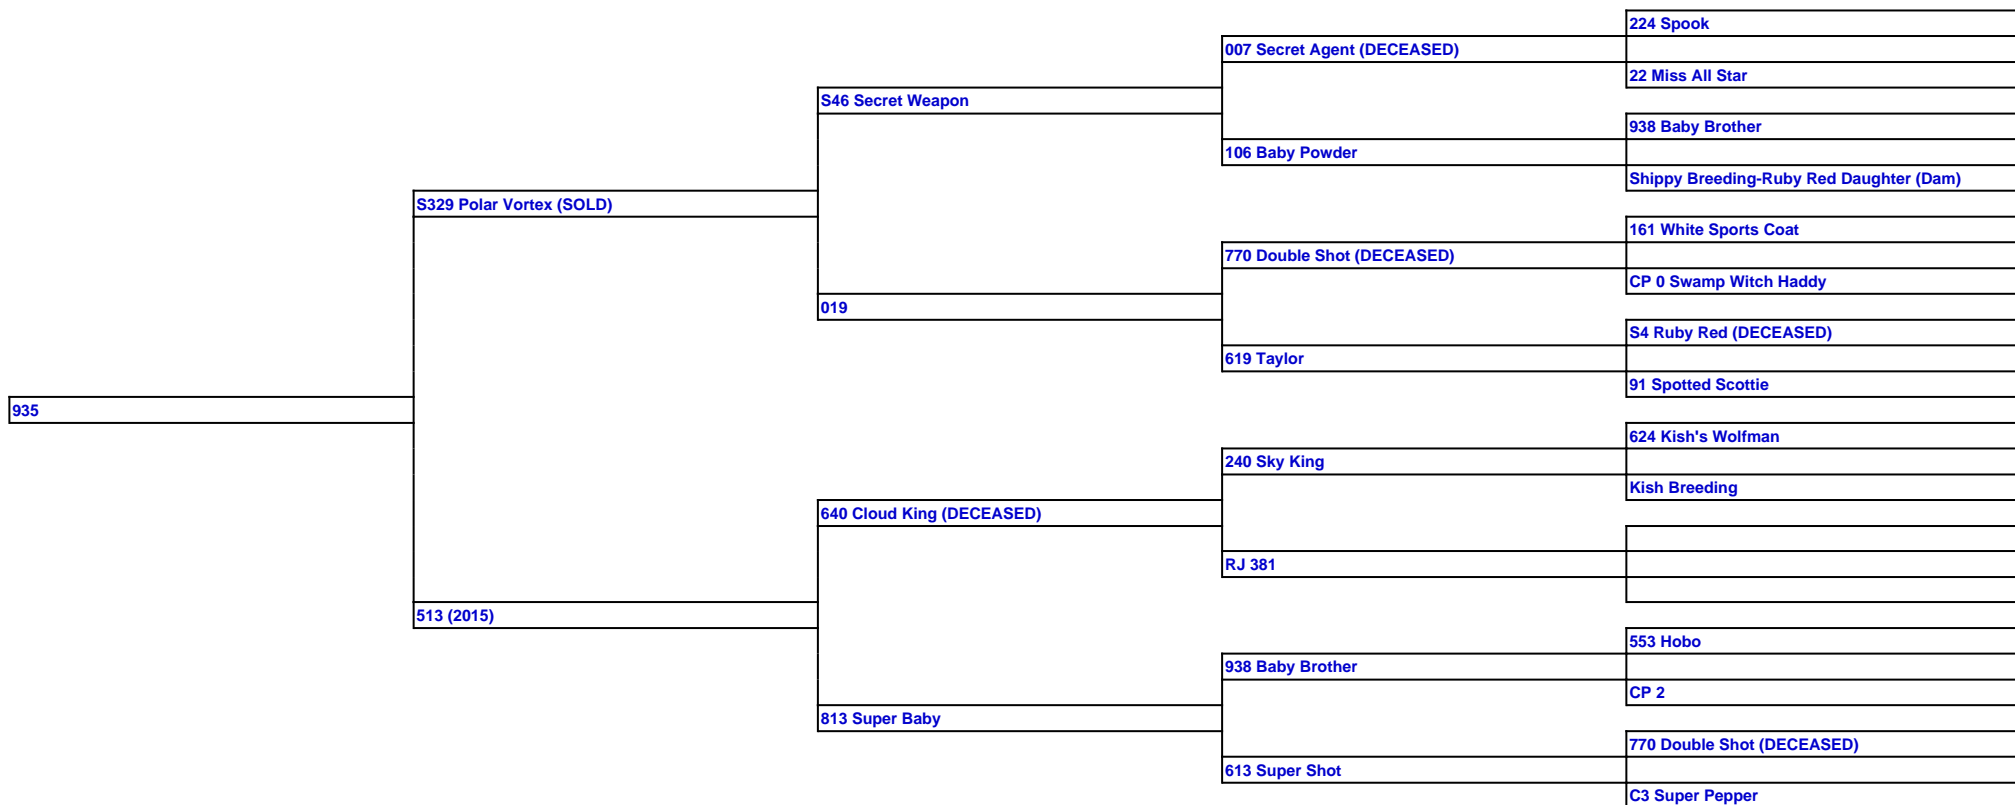 224 Spook
007 Secret Agent (DECEASED)
22 Miss All Star
S46 Secret Weapon
938 Baby Brother
106 Baby Powder
Shippy Breeding-Ruby Red Daughter (Dam)
S329 Polar Vortex (SOLD)
161 White Sports Coat
770 Double Shot (DECEASED)
CP 0 Swamp Witch Haddy
019
S4 Ruby Red (DECEASED)
619 Taylor
91 Spotted Scottie
935
624 Kish's Wolfman
240 Sky King
Kish Breeding
640 Cloud King (DECEASED)
RJ 381
513 (2015)
553 Hobo
938 Baby Brother
CP 2
813 Super Baby
770 Double Shot (DECEASED)
613 Super Shot
C3 Super Pepper